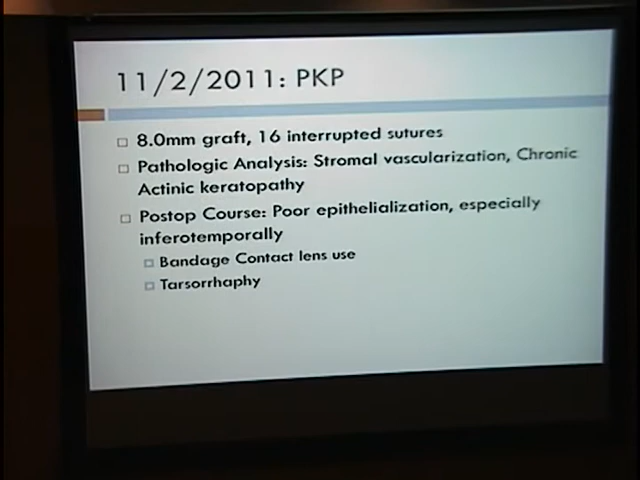 11/2/2011: PKP
8.0mm graft, 16 interrupted sutures
Pathologic Analysis: Stromal vascularization, Chronic
Actinic keratopathy
Postop Course: Poor epithelialization, especially
inferotemporally
Bandage Contact lens use
Tarsorrhaphy